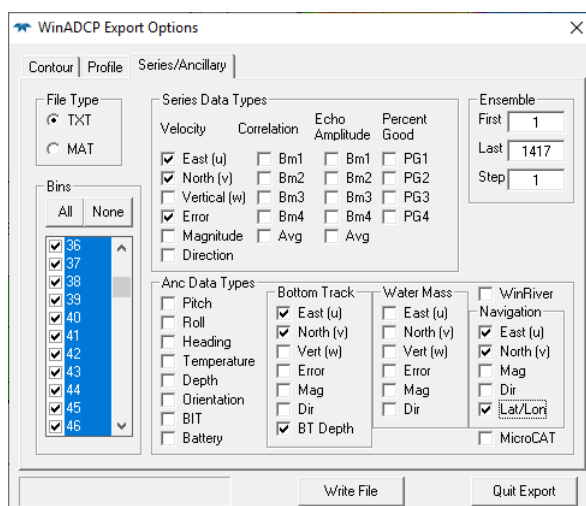 WinADCP Export Options
Contour Profile Series/Ancillary
File Type
TXT
MAT
Bins
All None
36
37
38
39
40
41
42
43
44
45
46
Series Data Types
Velocity Correlation Echo Amplitude Percent Good
East (u) Bm1 Bm1 PG1
North (v) Bm2 Bm2 PG2
Vertical (w) Bm3 Bm3 PG3
Error Bm4 Bm4 PG4
Magnitude Avg Avg
Direction
Ensemble
First 1
Last 1417
Step 1
Anc Data Types
Pitch
Roll
Heading
Temperature
Depth
Orientation
BIT
Battery
Bottom Track
East (u)
North (v)
Vert (w)
Error
Mag
Dir
BT Depth
Water Mass
East (u)
North (v)
Vert (w)
Error
Mag
Dir
WinRiver
Navigation
East (u)
North (v)
Mag
Dir
Lat/Lon
MicroCAT
Write File Quit Export